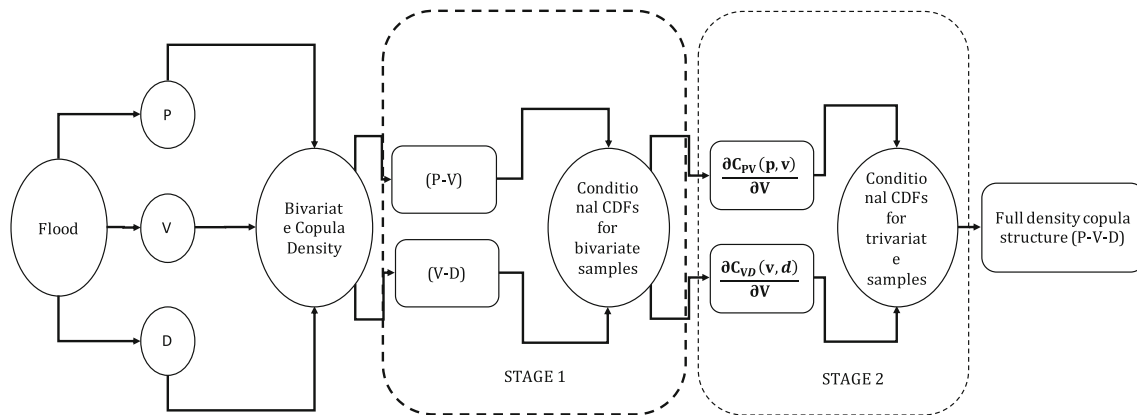 Flood
P
V
D
Bivariat
e Copula
Density
(P-V)
(V-D)
Conditio
nal CDFs
for
bivariate
samples
STAGE 1
∂C_PV(p, v)
∂V
∂C_VD(v, d)
∂V
Conditio
nal CDFs
for
trivariat
e
samples
STAGE 2
Full density copula
structure (P-V-D)